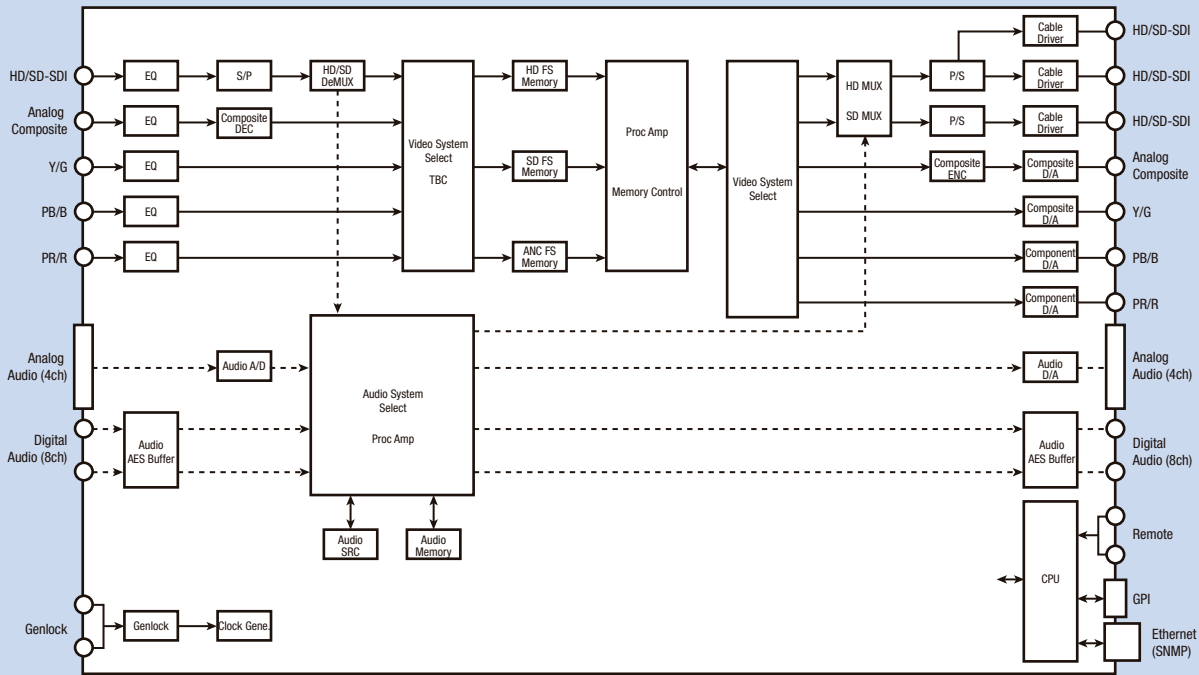 HD/SD-SDI
EQ
S/P
HD/SD
DeMUX
HD FS
Memory
Cable
Driver
HD/SD-SDI
HD MUX
P/S
Cable
Driver
HD/SD-SDI
Analog
Composite
EQ
Composite
DEC
Video System
Select
TBC
Proc Amp
Memory Control
SD MUX
P/S
Cable
Driver
HD/SD-SDI
Y/G
EQ
SD FS
Memory
Video System
Select
Composite
ENC
Composite
D/A
Analog
Composite
PB/B
EQ
Composite
D/A
Y/G
PR/R
EQ
ANC FS
Memory
Component
D/A
PB/B
Component
D/A
PR/R
Analog
Audio (4ch)
Audio A/D
Audio System
Select
Proc Amp
Audio
D/A
Analog
Audio (4ch)
Digital
Audio (8ch)
Audio
AES Buffer
Audio
AES Buffer
Digital
Audio (8ch)
Audio
SRC
Audio
Memory
Remote
CPU
GPI
Genlock
Genlock
Clock Gene.
Ethernet
(SNMP)